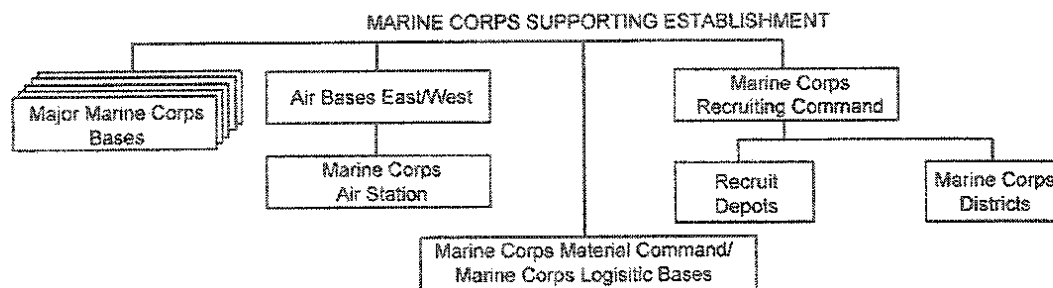 MARINE CORPS SUPPORTING ESTABLISHMENT
Major Marine Corps
Bases
Air Bases East/West
Marine Corps
Air Station
Marine Corps
Recruiting Command
Recruit
Depots
Marine Corps
Districts
Marine Corps Material Command/
Marine Corps Logisitic Bases